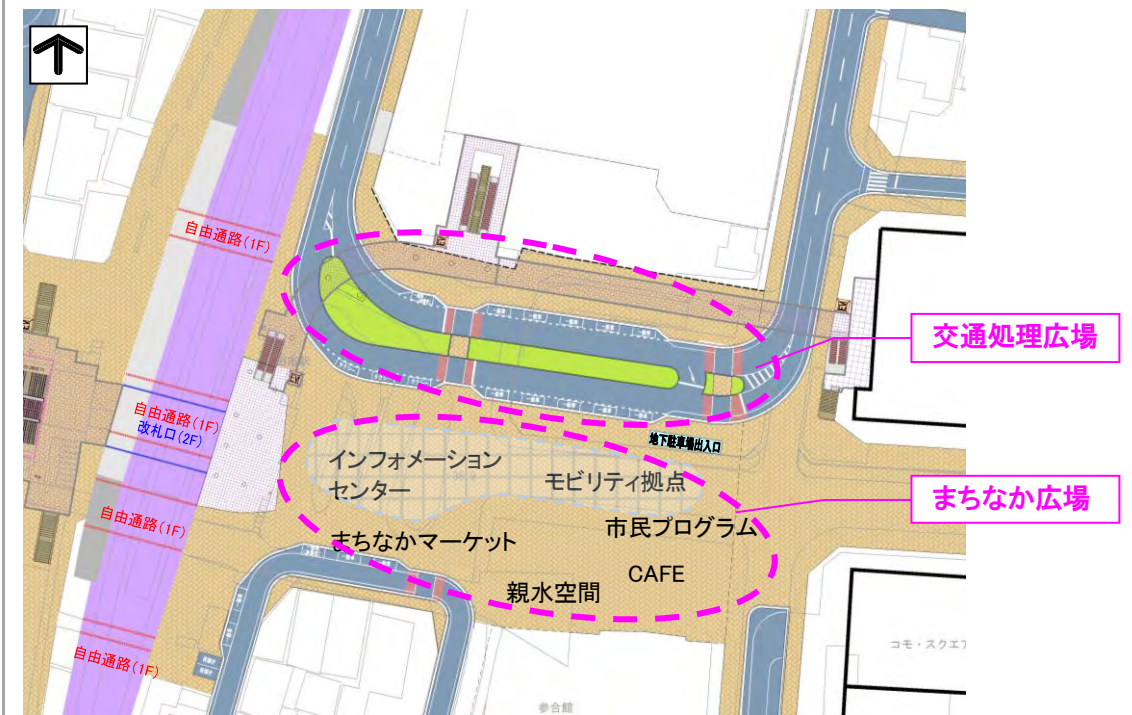 自由通路(1F)
EV
EV
EV
EV
交通処理広場
自由通路(1F)
改札口(2F)
地下駐車場出入口
インフォメーション
センター
モビリティ拠点
まちなか広場
自由通路(1F)
まちなかマーケット
市民プログラム
CAFE
親水空間
自由通路(1F)
コモ・スクエア
参合館